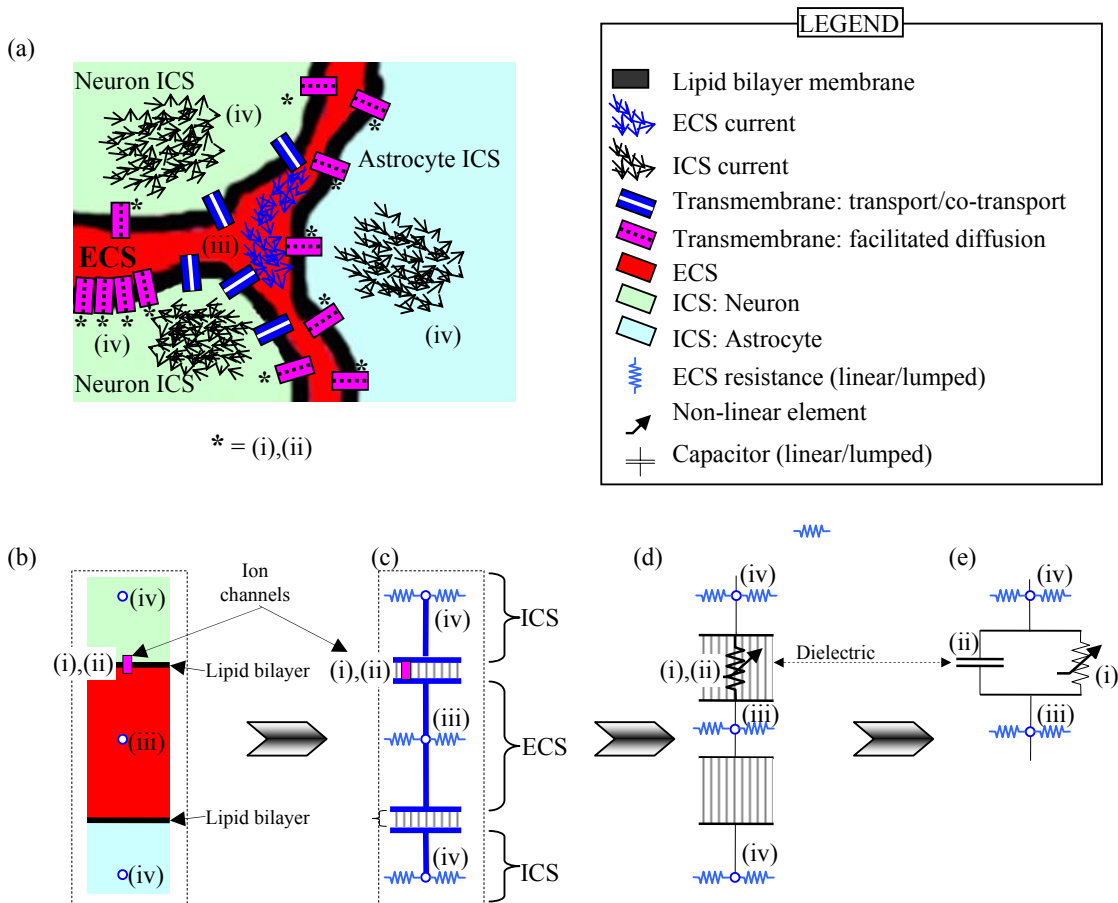 (a)
Neuron ICS
(iv)
Astrocyte ICS
*
*
*
*
*
*
*
*
*
*
*
*
*
(iii)
ECS
(iv)
(iv)
Neuron ICS
* = (i),(ii)
LEGEND
Lipid bilayer membrane
ECS current
ICS current
Transmembrane: transport/co-transport
Transmembrane: facilitated diffusion
ECS
ICS: Neuron
ICS: Astrocyte
ECS resistance (linear/lumped)
Non-linear element
Capacitor (linear/lumped)
(b)
Ion
channels
(iv)
(i),(ii)
Lipid bilayer
(iii)
Lipid bilayer
(iv)
(c)
(iv)
ICS
(i),(ii)
(iii)
ECS
(iv)
ICS
(d)
(iv)
(i),(ii)
Dielectric
(iii)
(iv)
(e)
(iv)
(ii)
(i)
(iii)